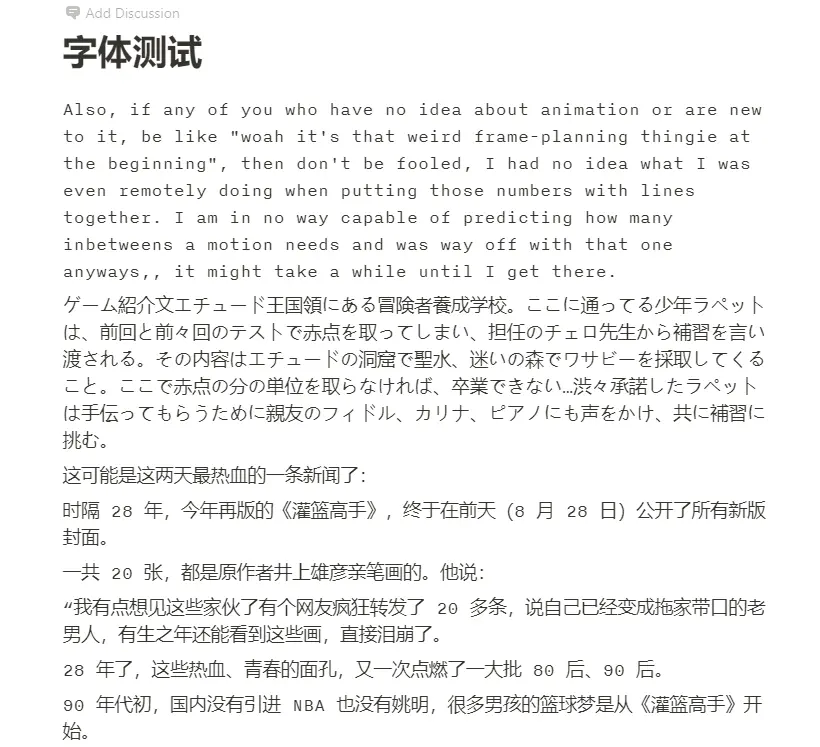 Add Discussion
字体测试
Also, if any of you who have no idea about animation or are new
to it, be like "woah it's that weird frame-planning thingie at
the beginning", then don't be fooled, I had no idea what I was
even remotely doing when putting those numbers with lines
together. I am in no way capable of predicting how many
inbetweens a motion needs and was way off with that one
anyways,, it might take a while until I get there.
ゲーム紹介文エチュード王国領にある冒険者養成学校。ここに通ってる少年ラペット
は、前回と前々回のテストで赤点を取ってしまい、担任のチェロ先生から補習を言い
渡される。その内容はエチュードの洞窟で聖水、迷いの森でワサビーを採取してくる
こと。ここで赤点の分の単位を取らなければ、卒業できない…渋々承諾したラペット
は手伝ってもらうために親友のフィドル、カリナ、ピアノにも声をかけ、共に補習に
挑む。
这可能是这两天最热血的一条新闻了：
时隔 28 年，今年再版的《灌篮高手》，终于在前天（8 月 28 日）公开了所有新版
封面。
一共 20 张，都是原作者井上雄彦亲笔画的。他说：
“我有点想见这些家伙了有个网友疯狂转发了 20 多条，说自己已经变成拖家带口的老
男人，有生之年还能看到这些画，直接泪崩了。
28 年了，这些热血、青春的面孔，又一次点燃了一大批 80 后、90 后。
90 年代初，国内没有引进 NBA 也没有姚明，很多男孩的篮球梦是从《灌篮高手》开
始。